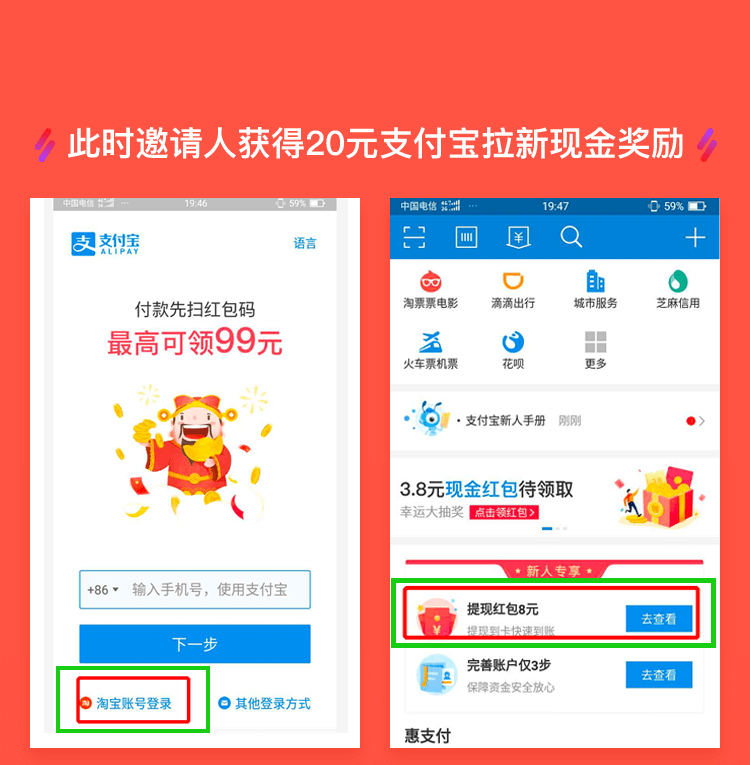 此时邀请人获得20元支付宝拉新现金奖励
中国电信 19:46 59%
支 支付宝 语言
ALIPAY
付款先扫红包码
最高可领99元
+86 输入手机号，使用支付宝
下一步
淘宝账号登录 其他登录方式
中国电信 19:47 59%
淘票票电影 滴滴出行 城市服务 芝麻信用
火车票机票 花呗 更多
· 支付宝新人手册 刚刚
3.8元现金红包待领取
幸运大抽奖 点击领红包>
新人专享
提现红包8元
提现到卡快速到账
去查看
完善账户仅3步
保障资金安全放心
去查看
惠支付